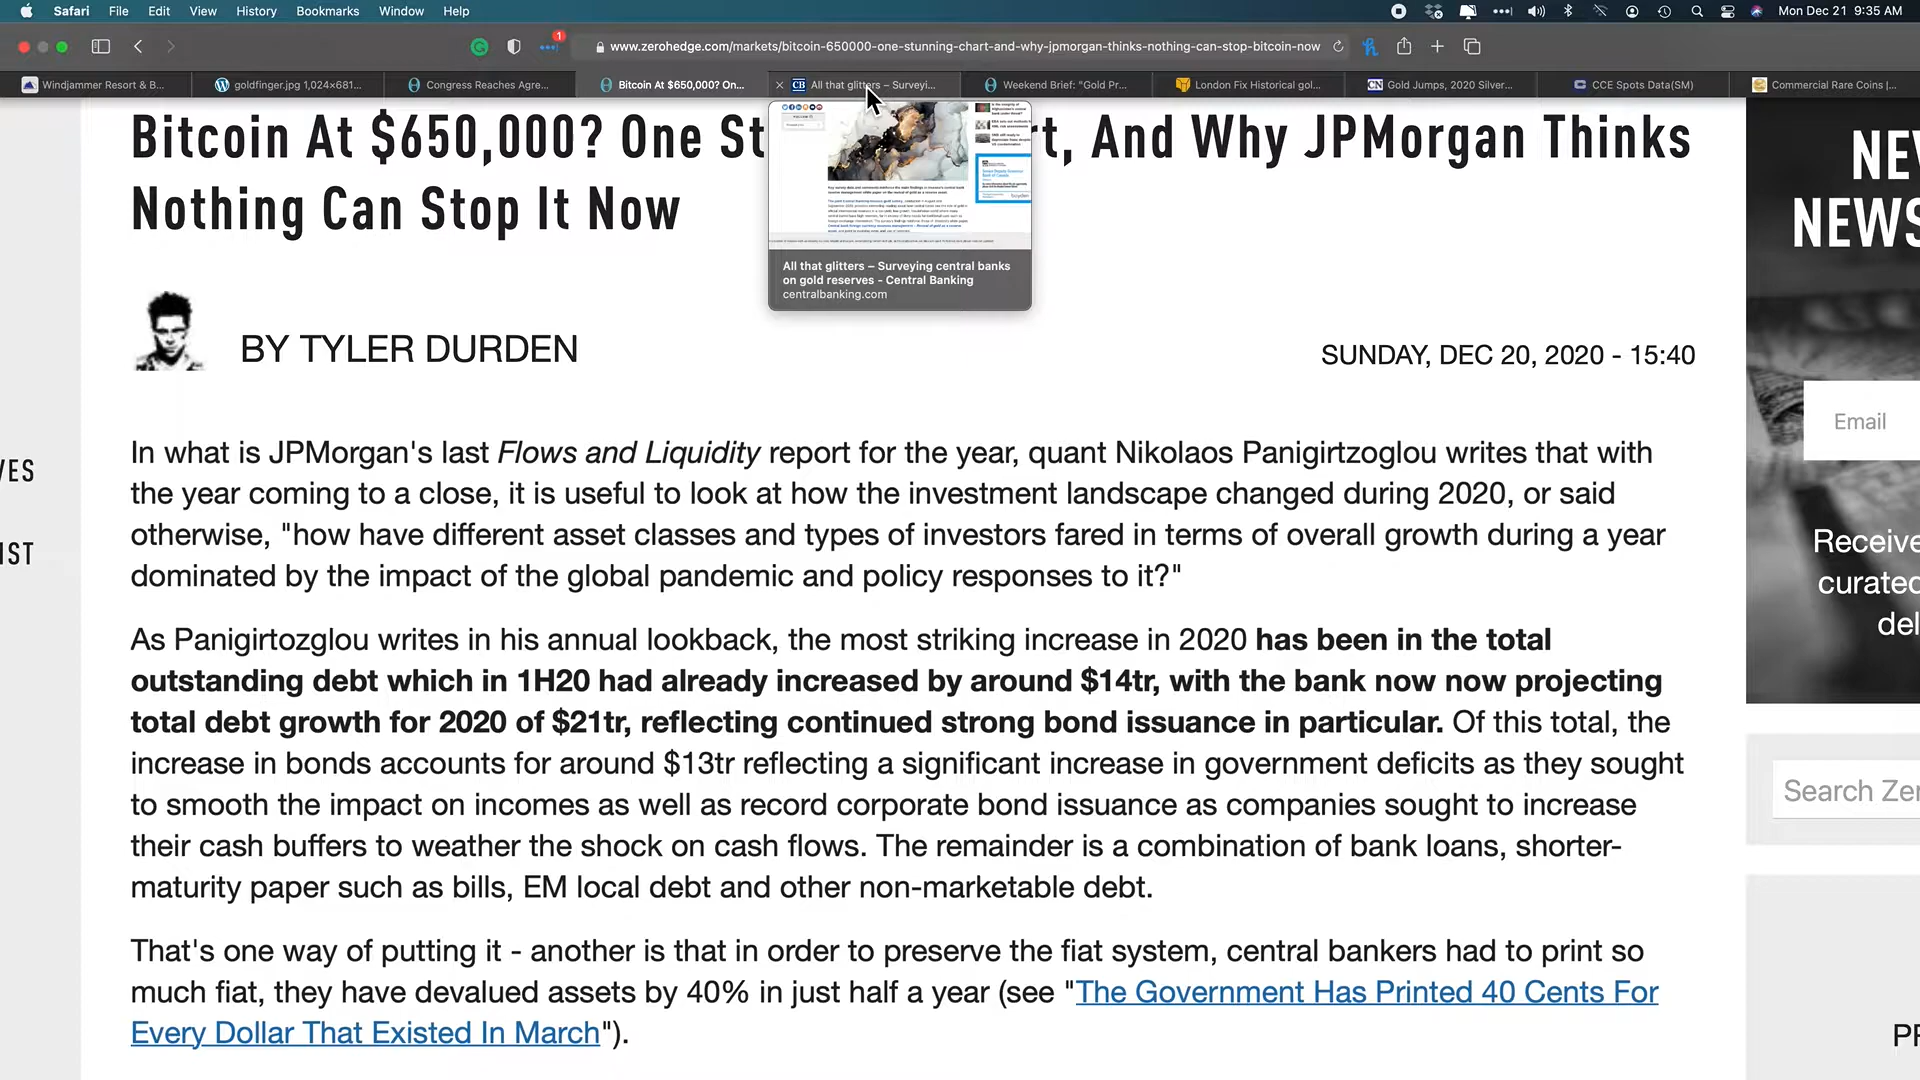 Safari File Edit View History Bookmarks Window Help Mon Dec 21 9:35 AM
1
www.zerohedge.com/markets/bitcoin-650000-one-stunning-chart-and-why-jpmorgan-thinks-nothing-can-stop-bitcoin-now
Windjammer Resort & B... goldfinger.jpg 1,024×681... Congress Reaches Agre... Bitcoin At $650,000? On... CB All that glitters – Surveyi... Weekend Brief: "Gold Pr... London Fix Historical gol... CN Gold Jumps, 2020 Silver... CCE Spots Data(SM) Commercial Rare Coins |...
Bitcoin At $650,000? One St t, And Why JPMorgan Thinks
Nothing Can Stop It Now
All that glitters – Surveying central banks
on gold reserves - Central Banking
centralbanking.com
BY TYLER DURDEN
SUNDAY, DEC 20, 2020 - 15:40
In what is JPMorgan's last Flows and Liquidity report for the year, quant Nikolaos Panigirtzoglou writes that with
the year coming to a close, it is useful to look at how the investment landscape changed during 2020, or said
otherwise, "how have different asset classes and types of investors fared in terms of overall growth during a year
dominated by the impact of the global pandemic and policy responses to it?"
As Panigirtozglou writes in his annual lookback, the most striking increase in 2020 has been in the total
outstanding debt which in 1H20 had already increased by around $14tr, with the bank now now projecting
total debt growth for 2020 of $21tr, reflecting continued strong bond issuance in particular. Of this total, the
increase in bonds accounts for around $13tr reflecting a significant increase in government deficits as they sought
to smooth the impact on incomes as well as record corporate bond issuance as companies sought to increase
their cash buffers to weather the shock on cash flows. The remainder is a combination of bank loans, shorter-
maturity paper such as bills, EM local debt and other non-marketable debt.
That's one way of putting it - another is that in order to preserve the fiat system, central bankers had to print so
much fiat, they have devalued assets by 40% in just half a year (see "The Government Has Printed 40 Cents For
Every Dollar That Existed In March").
VES
IST
NEV
NEWS
Email
Receive
curated
del
Search Zer
PR